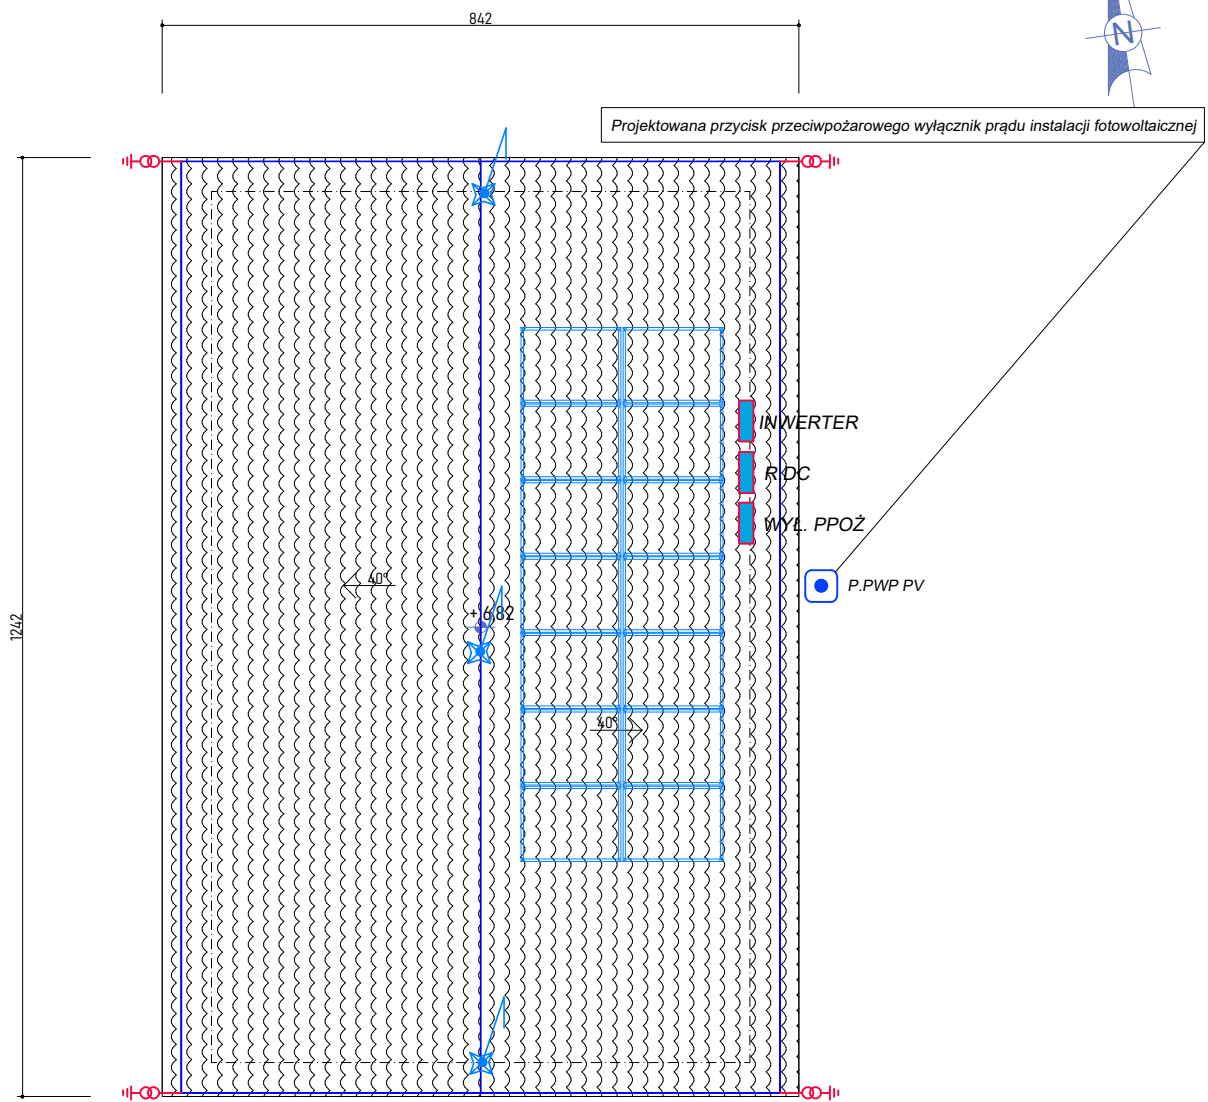 842
N
Projektowana przycisk przeciwpożarowego wyłącznik prądu instalacji fotowoltaicznej
INWERTER
R DC
WYŁ. PPOŻ
40°
P.PWP PV
+ 6,82
1242
40°